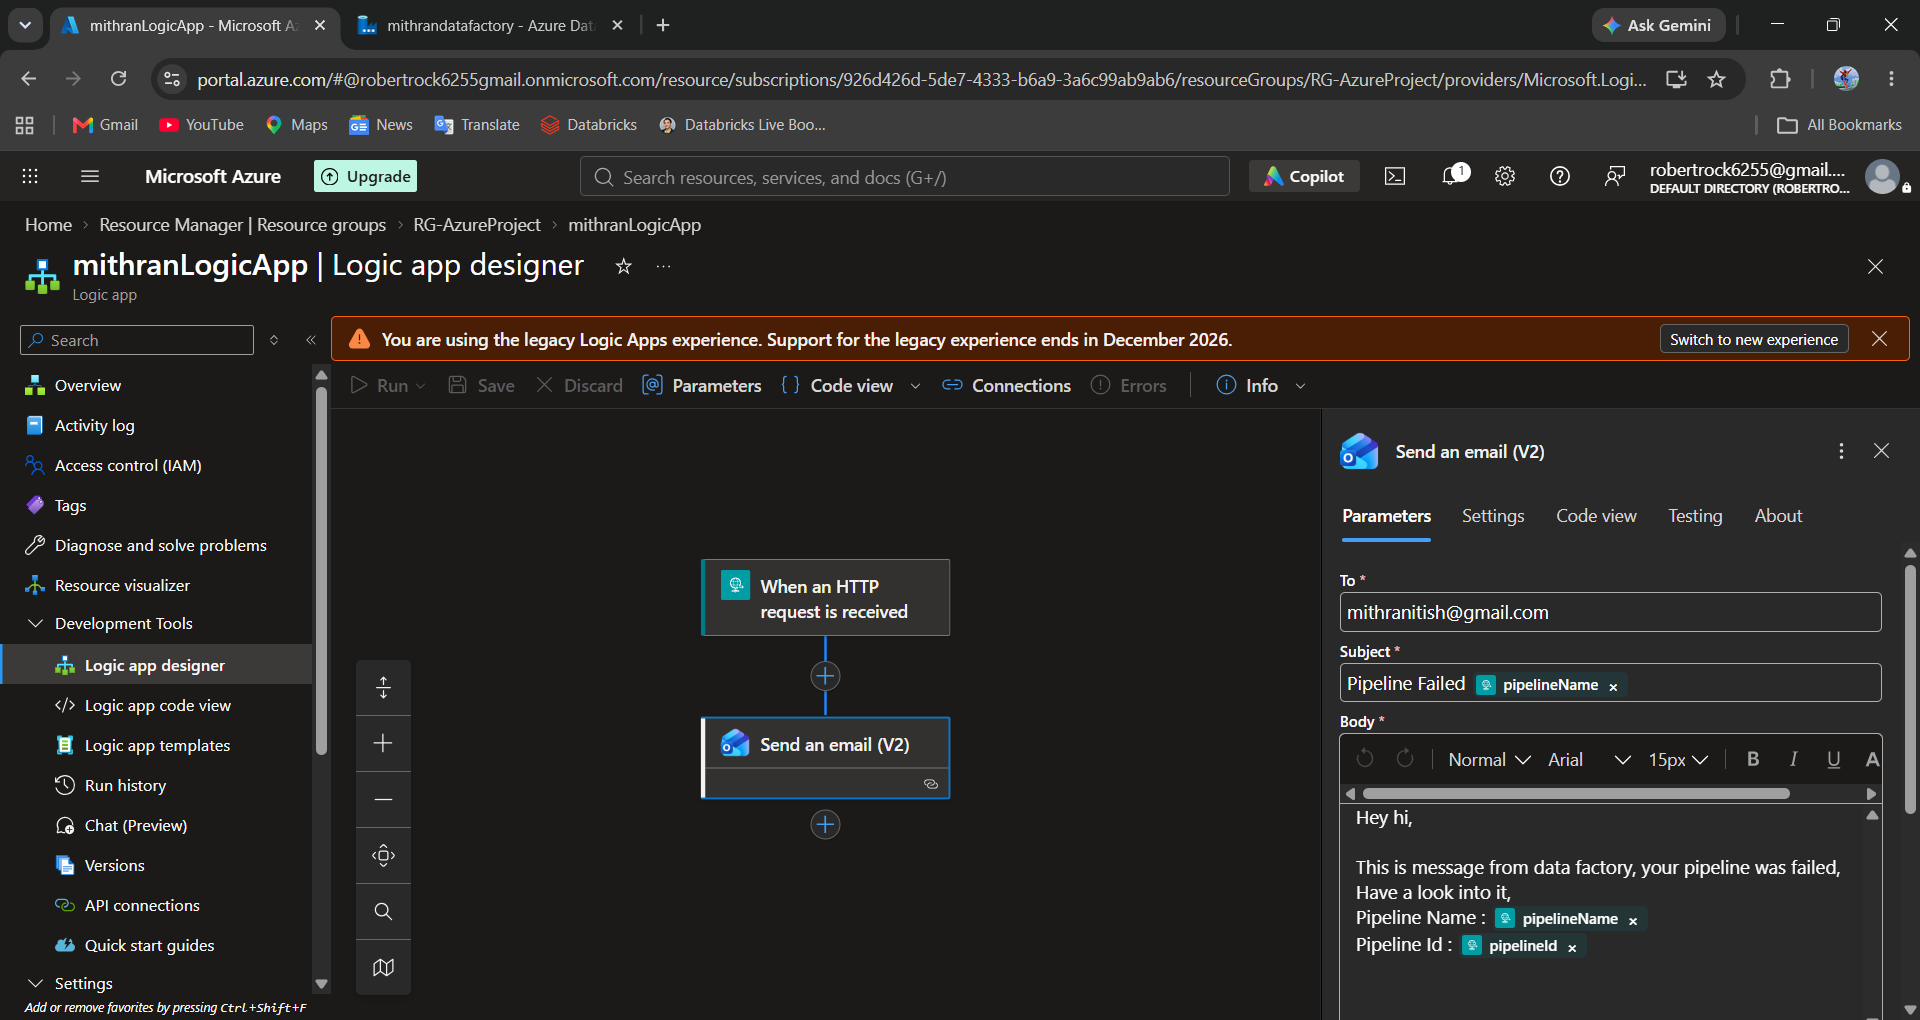 mithranLogicApp - Microsoft Az
mithrandatafactory - Azure Dat
Ask Gemini
portal.azure.com/#@robertrock6255gmail.onmicrosoft.com/resource/subscriptions/926d426d-5de7-4333-b6a9-3a6c99ab9ab6/resourceGroups/RG-AzureProject/providers/Microsoft.Logi...
Gmail
YouTube
Maps
News
Translate
Databricks
Databricks Live Boo...
All Bookmarks
Microsoft Azure
Upgrade
Search resources, services, and docs (G+/)
Copilot
1
robertrock6255@gmail....
DEFAULT DIRECTORY (ROBERTRO...
Home > Resource Manager | Resource groups > RG-AzureProject > mithranLogicApp
mithranLogicApp | Logic app designer
Logic app
Search
You are using the legacy Logic Apps experience. Support for the legacy experience ends in December 2026.
Switch to new experience
Run
Save
Discard
Parameters
Code view
Connections
Errors
Info
Overview
Activity log
Access control (IAM)
Tags
Diagnose and solve problems
Resource visualizer
Development Tools
Logic app designer
Logic app code view
Logic app templates
Run history
Chat (Preview)
Versions
API connections
Quick start guides
Settings
Add or remove favorites by pressing Ctrl+Shift+F
When an HTTP
request is received
Send an email (V2)
Send an email (V2)
Parameters
Settings
Code view
Testing
About
To *
mithranitish@gmail.com
Subject *
Pipeline Failed pipelineName ×
Body *
Normal
Arial
15px
B
I
U
A
Hey hi,
This is message from data factory, your pipeline was failed,
Have a look into it,
Pipeline Name : pipelineName ×
Pipeline Id : pipelineId ×